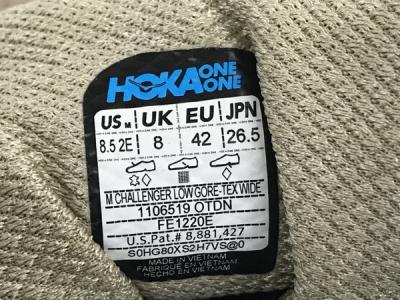 HOKA ONE ONE
US M. UK EU JPN
8.5 2E 8 42 26.5
M CHALLENGER LOW GORE-TEX WIDE
1106519 OTDN
FE1220E
U.S.Pat.# 8,881,427
S0HG80XS2H7VS@0
MADE IN VIETNAM
FABRIQUÉ EN VIETNAM
HECHO EN VIETNAM